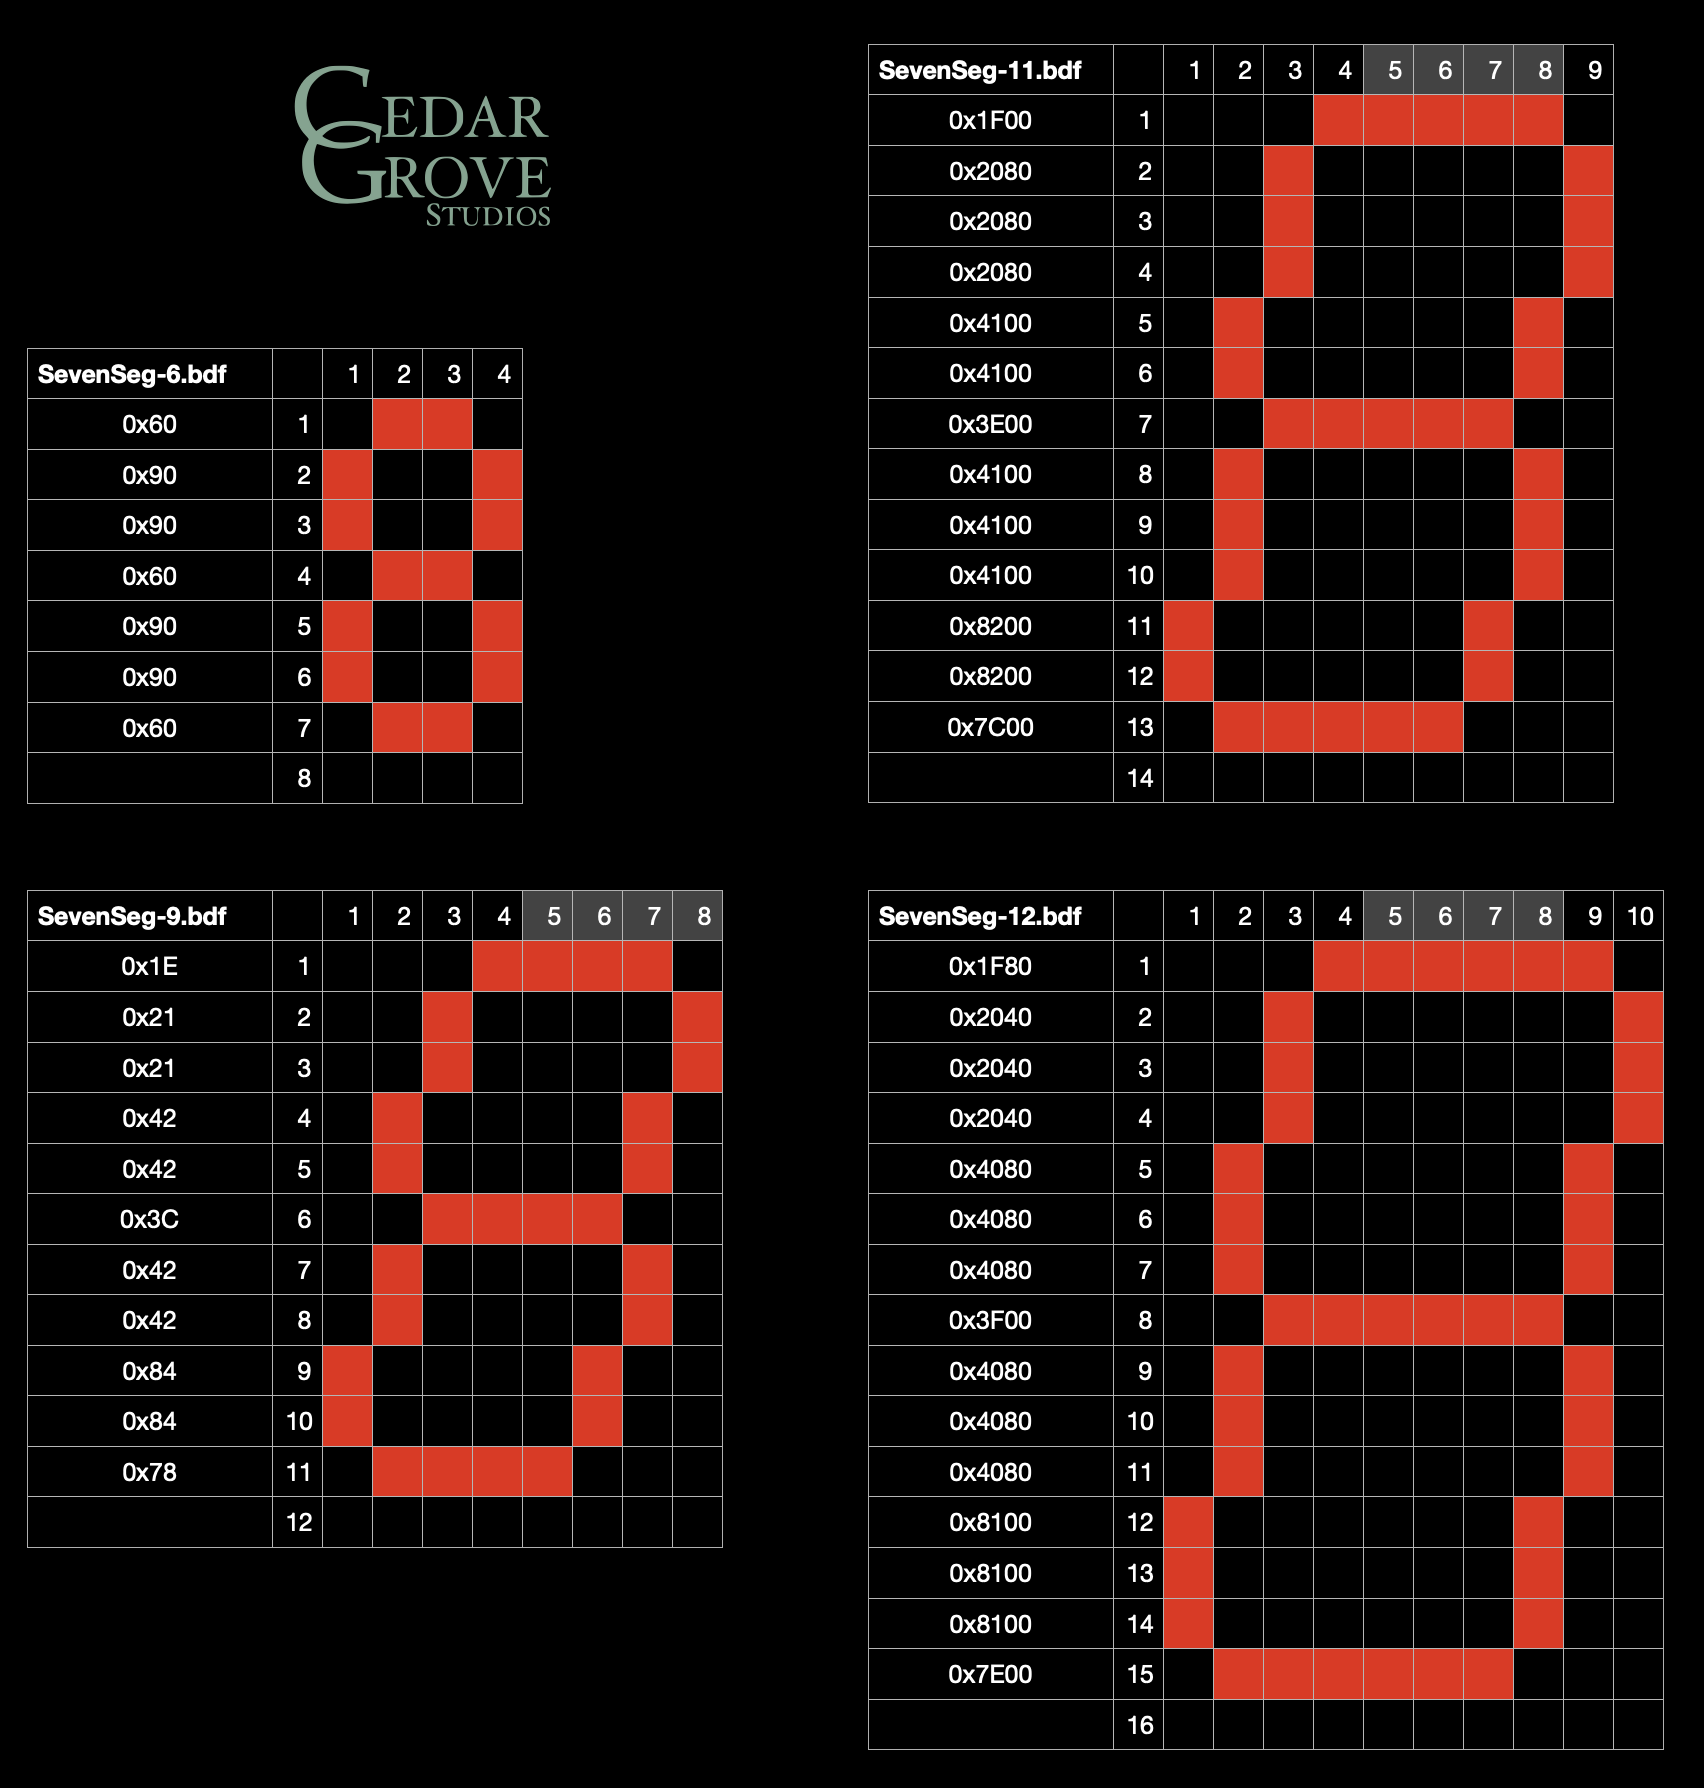 CEDAR
GROVE
STUDIOS
SevenSeg-6.bdf 1 2 3 4
0x60 1
0x90 2
0x90 3
0x60 4
0x90 5
0x90 6
0x60 7
8
SevenSeg-11.bdf 1 2 3 4 5 6 7 8 9
0x1F00 1
0x2080 2
0x2080 3
0x2080 4
0x4100 5
0x4100 6
0x3E00 7
0x4100 8
0x4100 9
0x4100 10
0x8200 11
0x8200 12
0x7C00 13
14
SevenSeg-9.bdf 1 2 3 4 5 6 7 8
0x1E 1
0x21 2
0x21 3
0x42 4
0x42 5
0x3C 6
0x42 7
0x42 8
0x84 9
0x84 10
0x78 11
12
SevenSeg-12.bdf 1 2 3 4 5 6 7 8 9 10
0x1F80 1
0x2040 2
0x2040 3
0x2040 4
0x4080 5
0x4080 6
0x4080 7
0x3F00 8
0x4080 9
0x4080 10
0x4080 11
0x8100 12
0x8100 13
0x8100 14
0x7E00 15
16